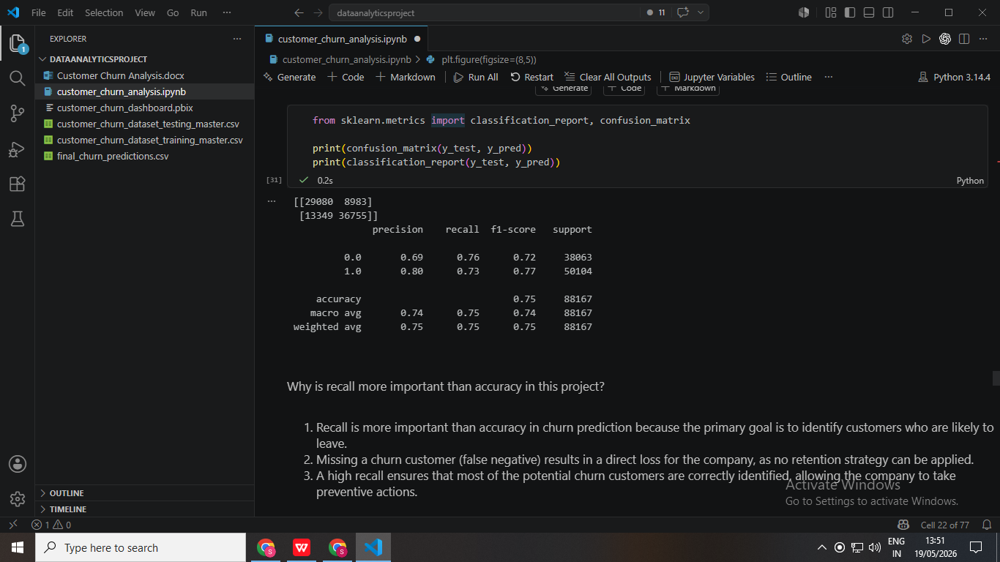 File Edit Selection View Go Run ···
dataanalyticsproject
11
EXPLORER ···
DATAANALYTICSPROJECT
Customer Churn Analysis.docx
customer_churn_analysis.ipynb
customer_churn_dashboard.pbix
customer_churn_dataset_testing_master.csv
customer_churn_dataset_training_master.csv
final_churn_predictions.csv
OUTLINE
TIMELINE
1
customer_churn_analysis.ipynb
customer_churn_analysis.ipynb > plt.figure(figsize=(8,5))
Generate + Code + Markdown Run All Restart Clear All Outputs Jupyter Variables Outline ··· Python 3.14.4
Generate + Code + Markdown
from sklearn.metrics import classification_report, confusion_matrix
print(confusion_matrix(y_test, y_pred))
print(classification_report(y_test, y_pred))
[31] 0.2s Python
··· [[29080  8983]
 [13349 36755]]
precision recall f1-score support
0.0 0.69 0.76 0.72 38063
1.0 0.80 0.73 0.77 50104
accuracy 0.75 88167
macro avg 0.74 0.75 0.74 88167
weighted avg 0.75 0.75 0.75 88167
Why is recall more important than accuracy in this project?
1. Recall is more important than accuracy in churn prediction because the primary goal is to identify customers who are likely to
leave.
2. Missing a churn customer (false negative) results in a direct loss for the company, as no retention strategy can be applied.
3. A high recall ensures that most of the potential churn customers are correctly identified, allowing the company to take
preventive actions.
Activate Windows
Go to Settings to activate Windows.
1 0 Cell 22 of 77
Type here to search
S W S
ENG
IN
13:51
19/05/2026